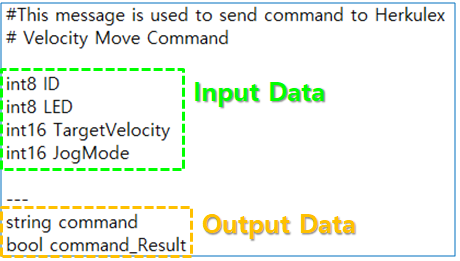 #This message is used to send command to Herkulex
# Velocity Move Command
int8 ID
int8 LED
int16 TargetVelocity
int16 JogMode
Input Data
---
string command
bool command_Result
Output Data